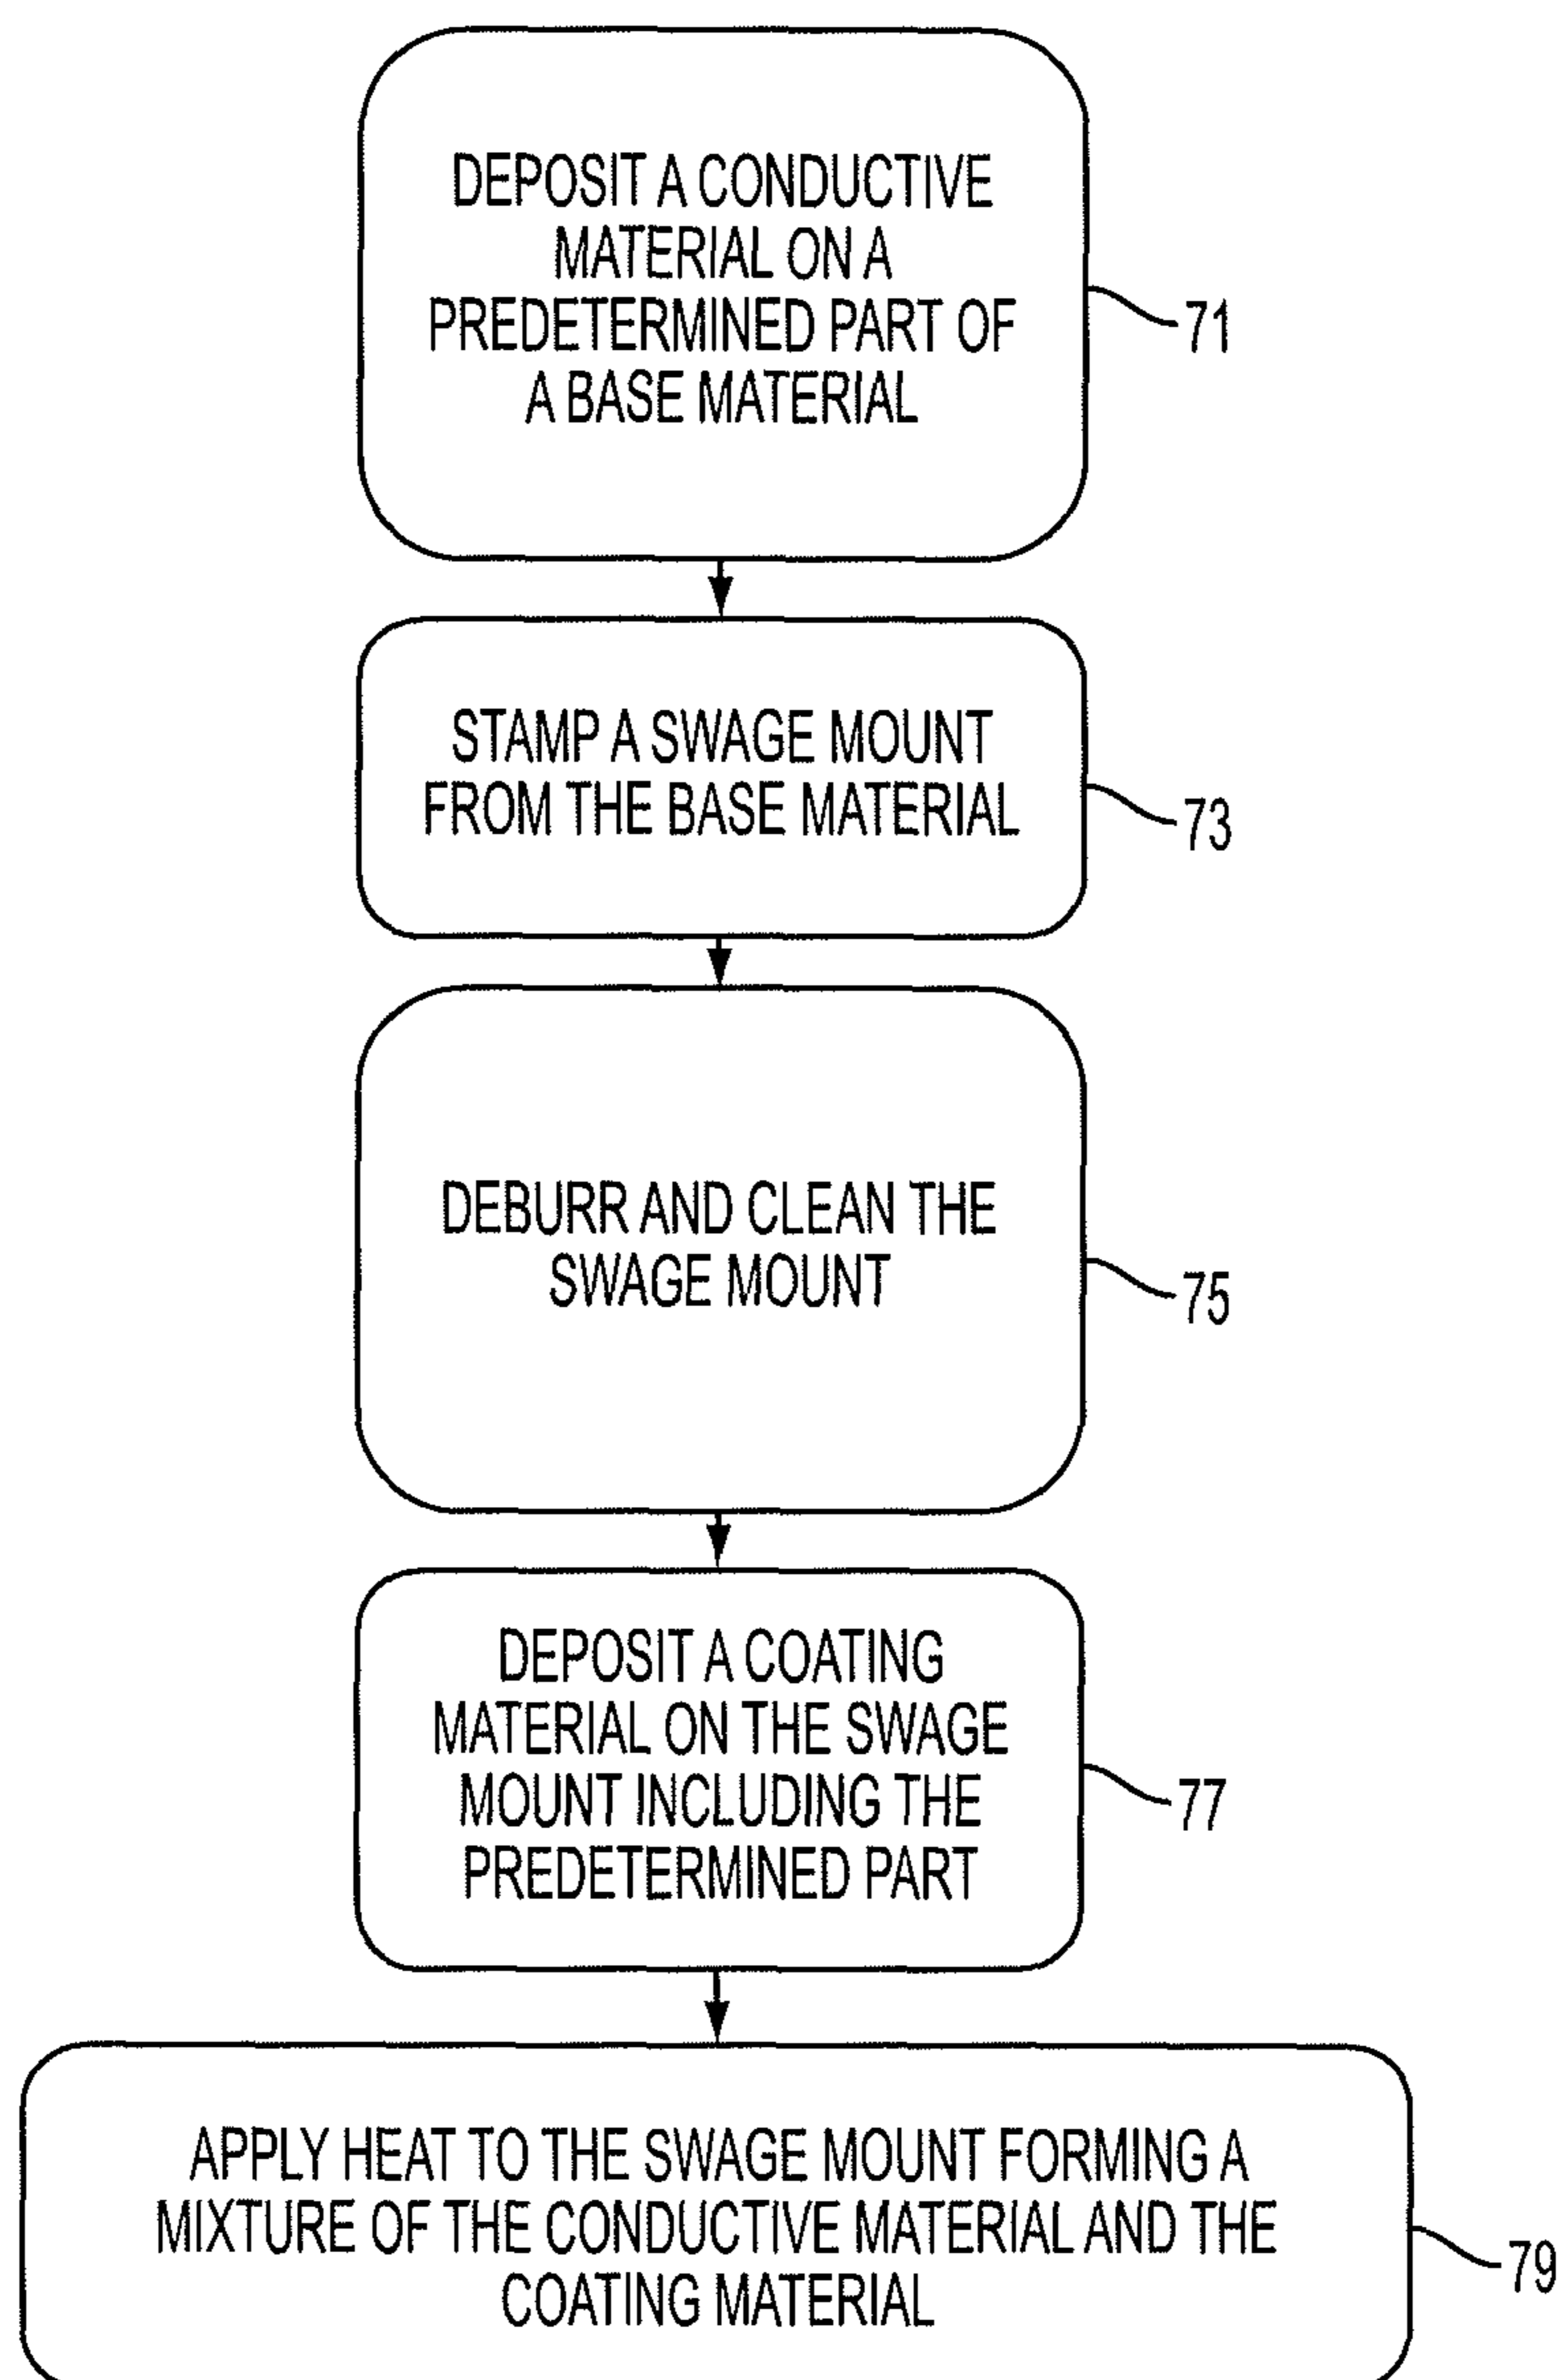 DEPOSIT A CONDUCTIVE
MATERIAL ON A
PREDETERMINED PART OF
A BASE MATERIAL
71
STAMP A SWAGE MOUNT
FROM THE BASE MATERIAL
73
DEBURR AND CLEAN THE
SWAGE MOUNT
75
DEPOSIT A COATING
MATERIAL ON THE SWAGE
MOUNT INCLUDING THE
PREDETERMINED PART
77
APPLY HEAT TO THE SWAGE MOUNT FORMING A
MIXTURE OF THE CONDUCTIVE MATERIAL AND THE
COATING MATERIAL
79